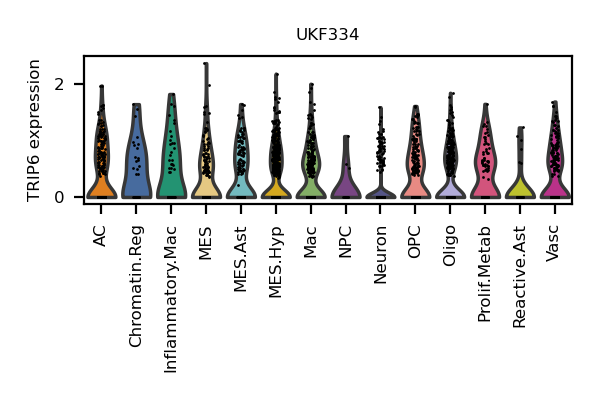 UKF334
TRIP6 expression
2
0
AC
Chromatin.Reg
Inflammatory.Mac
MES
MES.Ast
MES.Hyp
Mac
NPC
Neuron
OPC
Oligo
Prolif.Metab
Reactive.Ast
Vasc